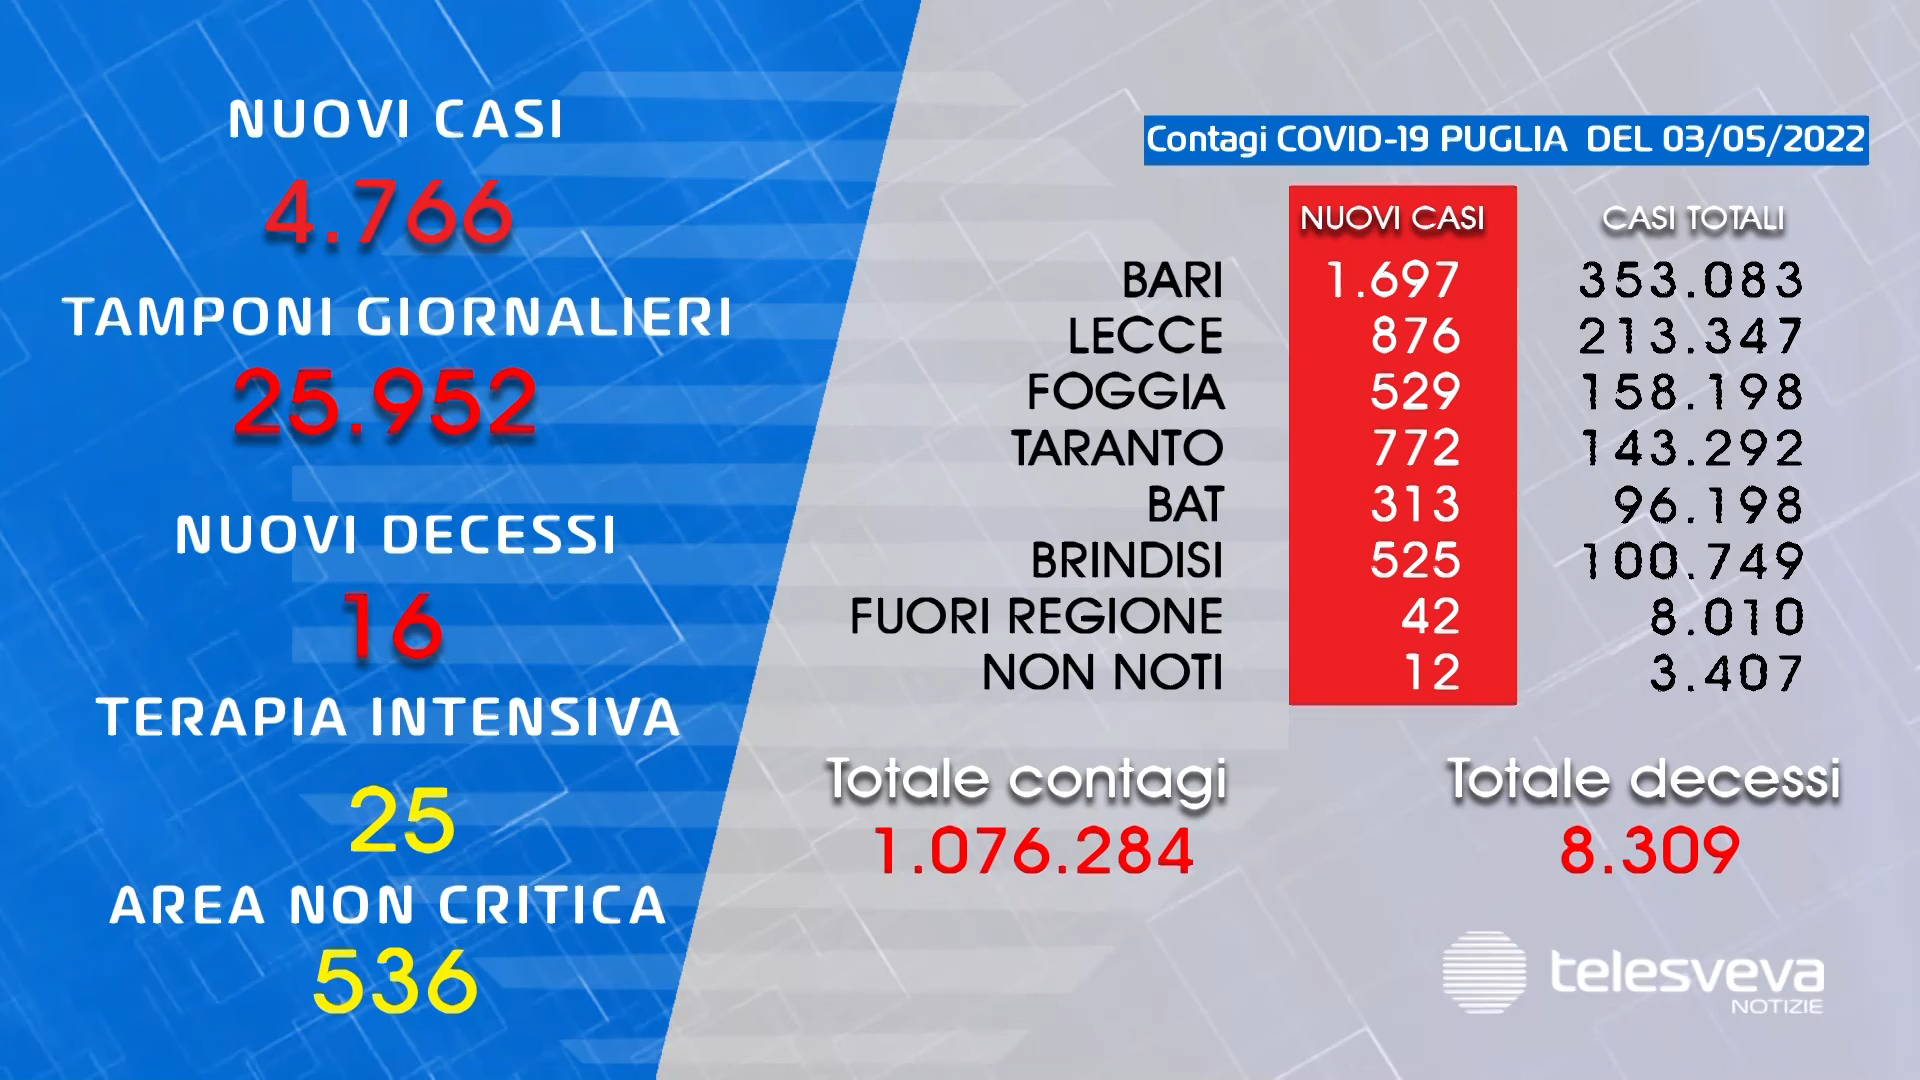 NUOVI CASI
4.766
TAMPONI GIORNALIERI
25.952
NUOVI DECESSI
16
TERAPIA INTENSIVA
25
AREA NON CRITICA
536
Contagi COVID-19 PUGLIA DEL 03/05/2022
NUOVI CASI CASI TOTALI
BARI 1.697 353.083
LECCE 876 213.347
FOGGIA 529 158.198
TARANTO 772 143.292
BAT 313 96.198
BRINDISI 525 100.749
FUORI REGIONE 42 8.010
NON NOTI 12 3.407
Totale contagi Totale decessi
1.076.284 8.309
telesveva
NOTIZIE